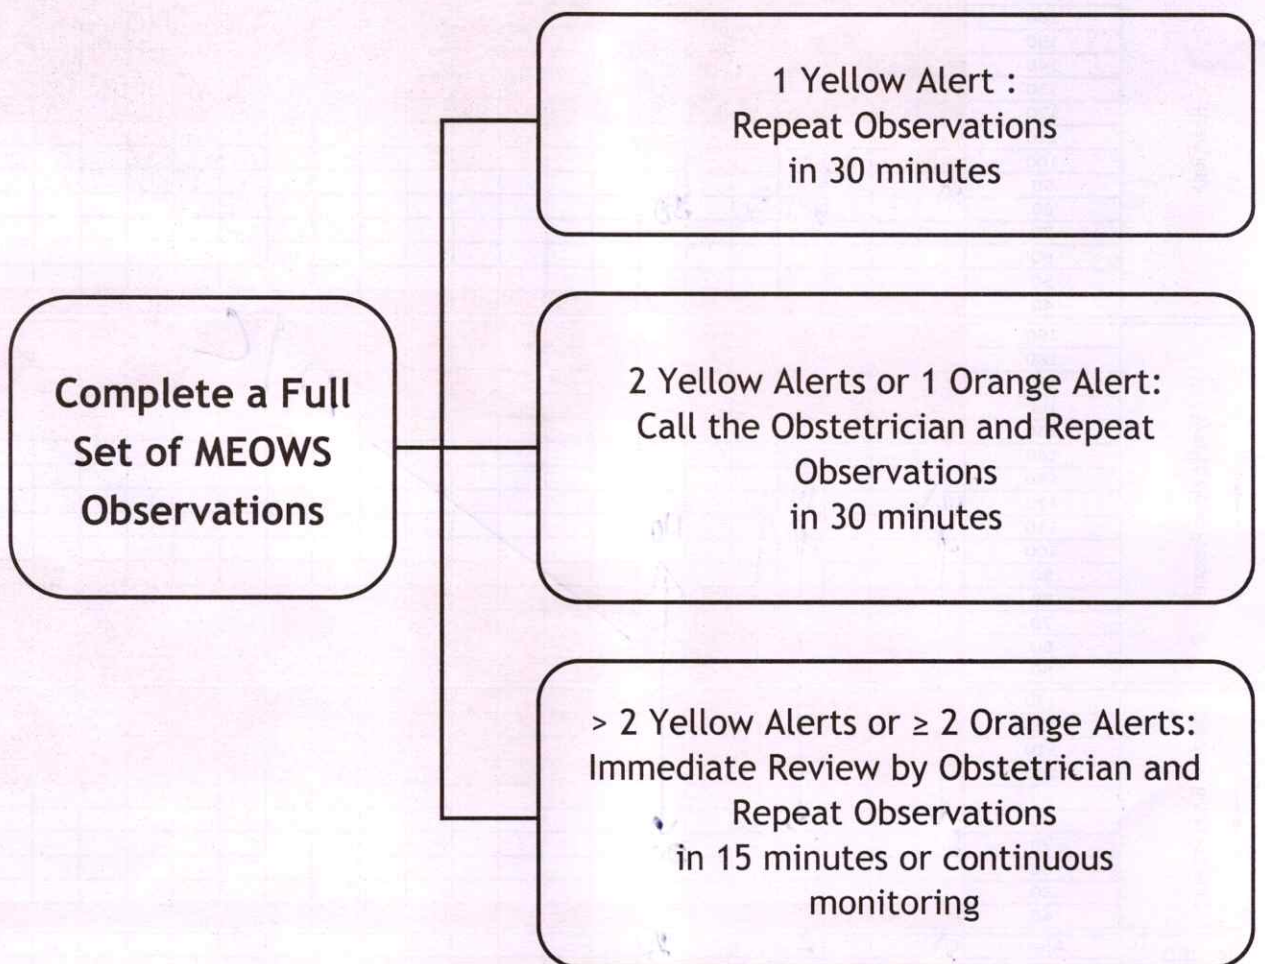 Complete a Full
Set of MEOWS
Observations
1 Yellow Alert :
Repeat Observations
in 30 minutes
2 Yellow Alerts or 1 Orange Alert:
Call the Obstetrician and Repeat
Observations
in 30 minutes
> 2 Yellow Alerts or ≥ 2 Orange Alerts:
Immediate Review by Obstetrician and
Repeat Observations
in 15 minutes or continuous
monitoring